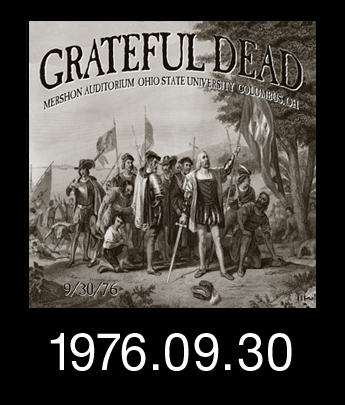 GRATEFUL DEAD
MERSHON AUDITORIUM OHIO STATE UNIVERSITY COLUMBUS, OH
9/30/76
1976.09.30